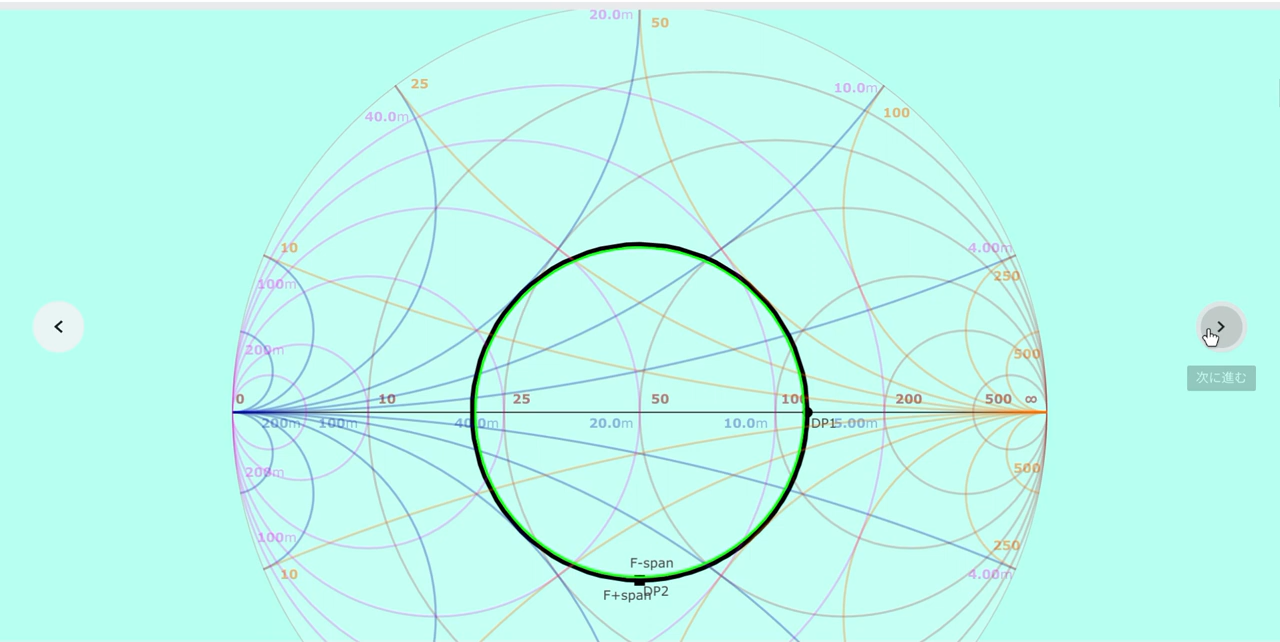 20.0m 50
25 10.0m
40.0m 100
10 4.00m
100m 250
200m 500
0 10 25 50 100 200 500 ∞
200m 100m 40.0m 20.0m 10.0m DP1 5.00m
200m 500
100m 250
10 4.00m
F-span
F+span DP2
次に進む